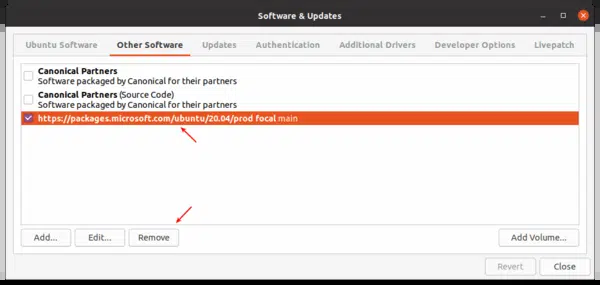 Software & Updates
Ubuntu Software Other Software Updates Authentication Additional Drivers Developer Options Livepatch
Canonical Partners
Software packaged by Canonical for their partners
Canonical Partners (Source Code)
Software packaged by Canonical for their partners
https://packages.microsoft.com/ubuntu/20.04/prod focal main
Add... Edit... Remove Add Volume...
Revert Close